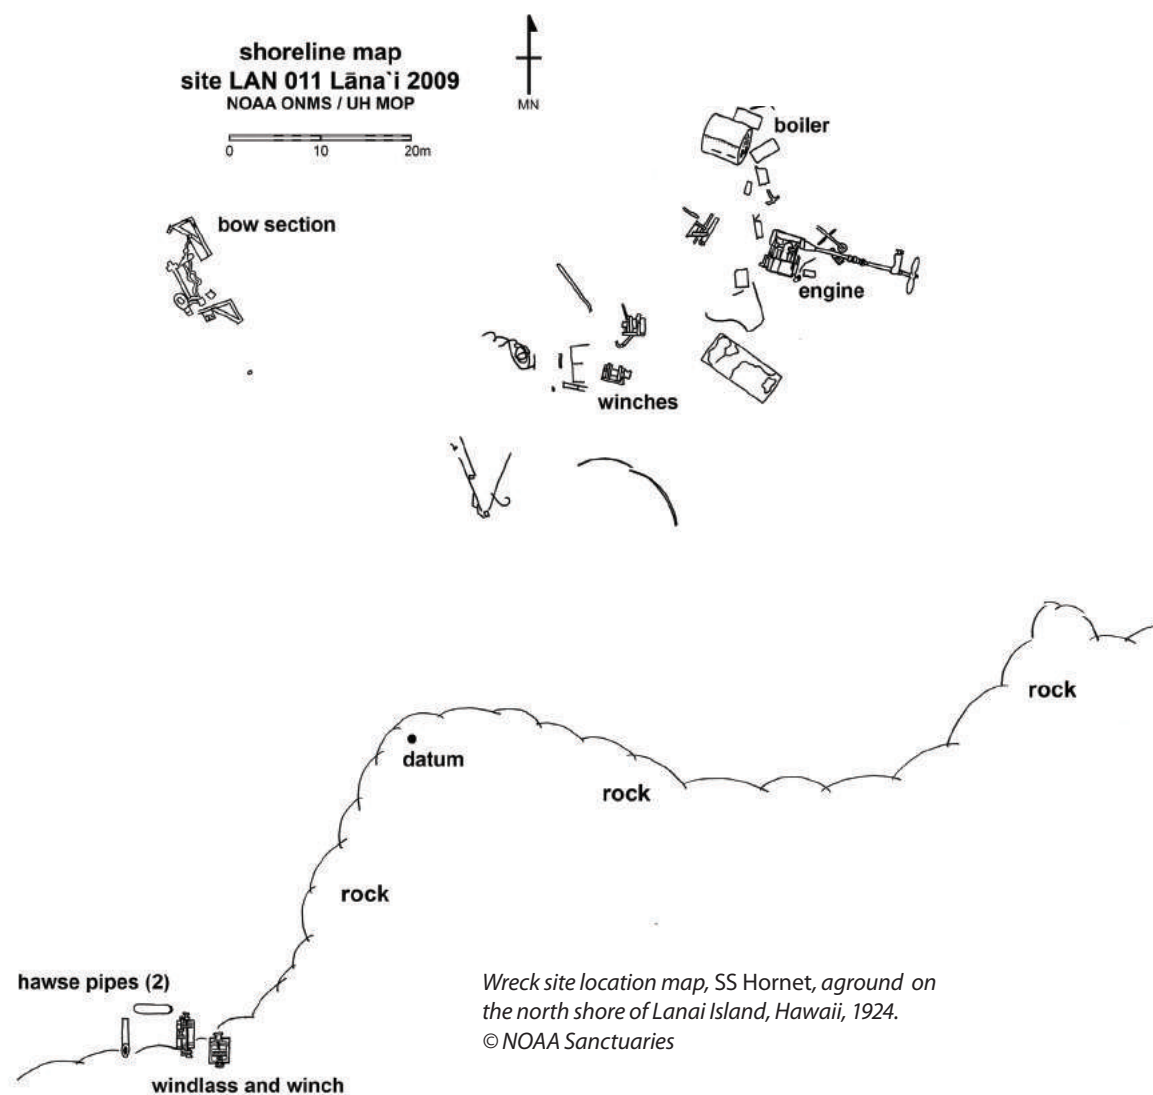 shoreline map
site LAN 011 Lāna`i 2009
NOAA ONMS / UH MOP
0 10 20m
MN
boiler
bow section
engine
winches
rock
datum
rock
rock
hawse pipes (2)
windlass and winch
Wreck site location map, SS Hornet, aground on
the north shore of Lanai Island, Hawaii, 1924.
© NOAA Sanctuaries